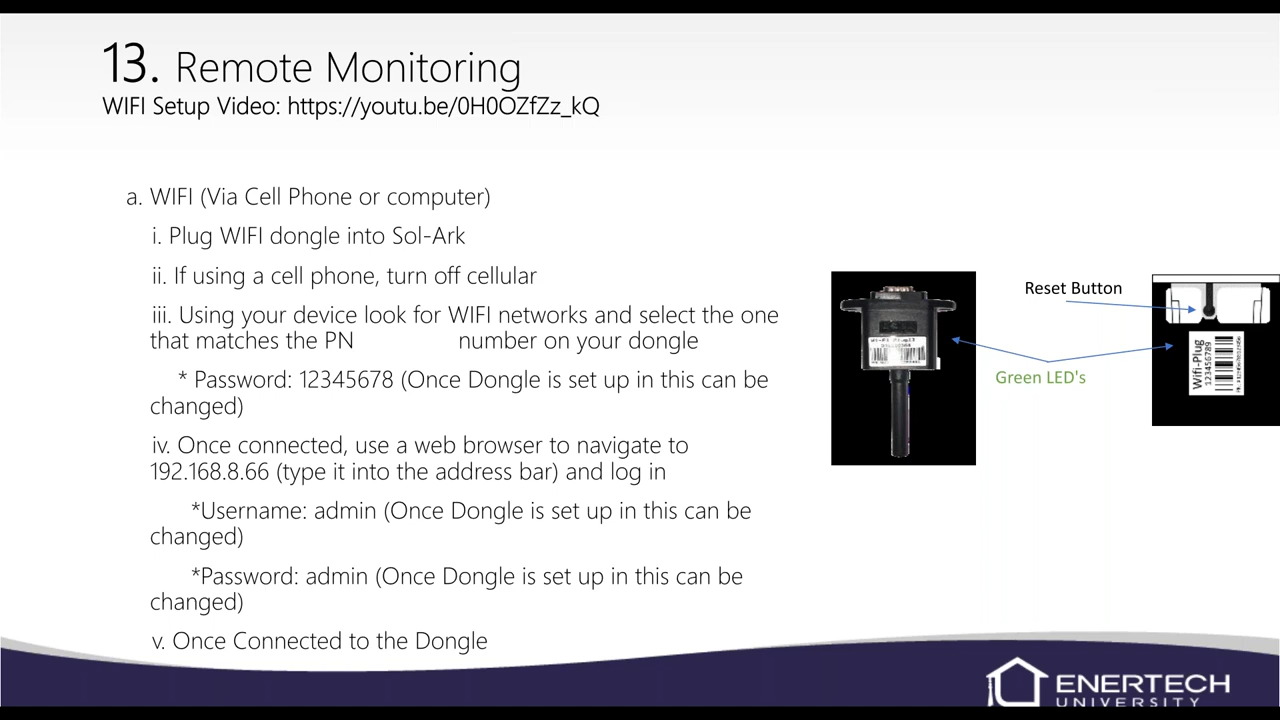 13. Remote Monitoring
WIFI Setup Video: https://youtu.be/0H0OZfZz_kQ
a. WIFI (Via Cell Phone or computer)
i. Plug WIFI dongle into Sol-Ark
ii. If using a cell phone, turn off cellular
iii. Using your device look for WIFI networks and select the one
that matches the PN number on your dongle
* Password: 12345678 (Once Dongle is set up in this can be
changed)
iv. Once connected, use a web browser to navigate to
192.168.8.66 (type it into the address bar) and log in
*Username: admin (Once Dongle is set up in this can be
changed)
*Password: admin (Once Dongle is set up in this can be
changed)
v. Once Connected to the Dongle
Reset Button
Green LED's
Wifi-Plug
123456789
ENERTECH
UNIVERSITY